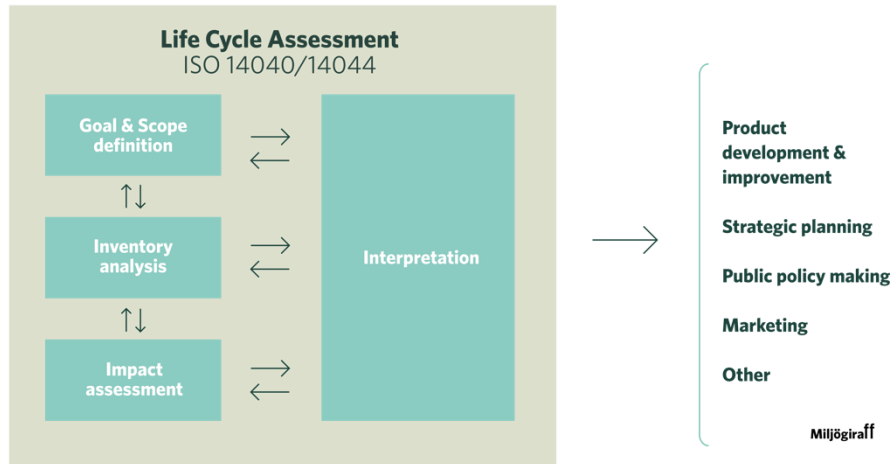 Life Cycle Assessment
ISO 14040/14044
Goal & Scope
definition
Inventory
analysis
Impact
assessment
Interpretation
Product
development &
improvement
Strategic planning
Public policy making
Marketing
Other
Miljögiraff